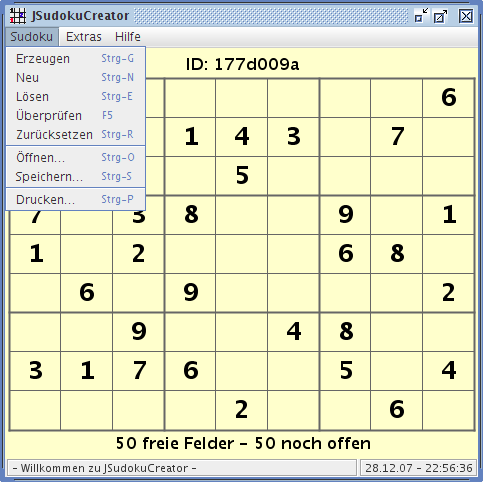 JSudokuCreator
Sudoku Extras Hilfe
Erzeugen Strg-G
Neu Strg-N
Lösen Strg-E
Überprüfen F5
Zurücksetzen Strg-R
Öffnen... Strg-O
Speichern... Strg-S
Drucken... Strg-P
ID: 177d009a
6
1 4 3 7
5
7 3 8 9 1
1 2 6 8
6 9 2
9 4 8
3 1 7 6 5 4
2 6
50 freie Felder - 50 noch offen
- Willkommen zu JSudokuCreator - 28.12.07 - 22:56:36